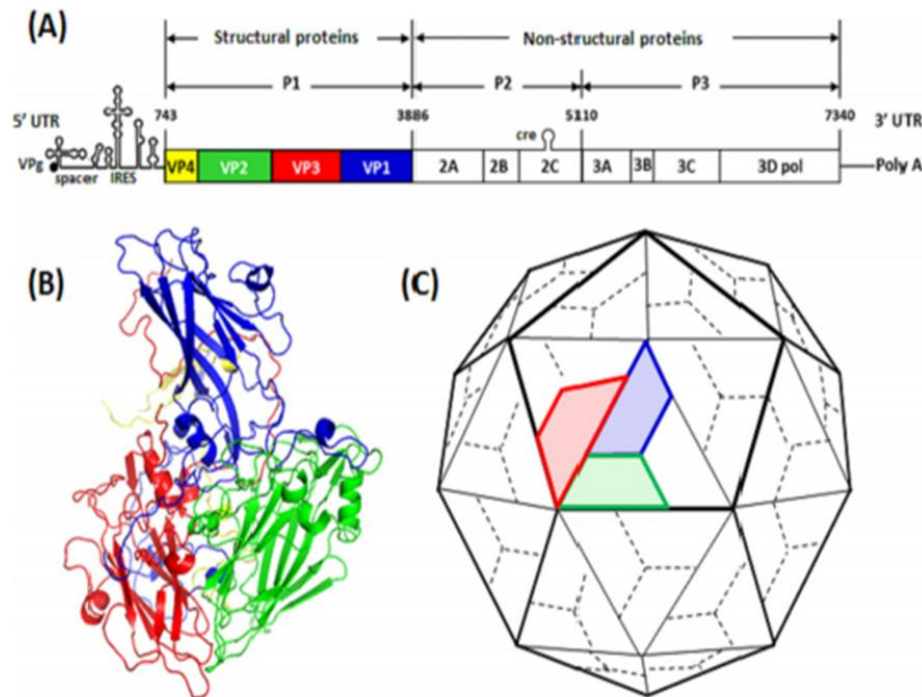 (A)
Structural proteins
Non-structural proteins
P1
P2
P3
743
3886
5110
7340
5' UTR
cre
3' UTR
VPg
spacer
IRES
VP4
VP2
VP3
VP1
2A
2B
2C
3A
3B
3C
3D pol
Poly A
(B)
(C)